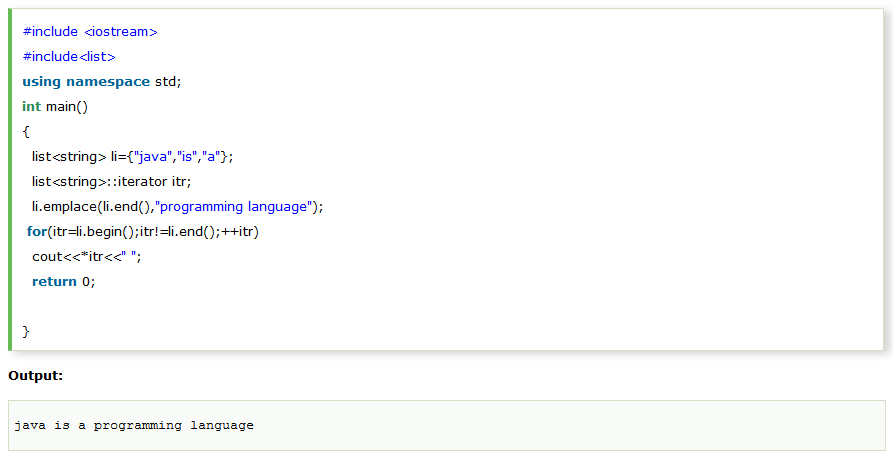 #include <iostream>
#include<list>
using namespace std;
int main()
{
list<string> li={"java","is","a"};
list<string>::iterator itr;
li.emplace(li.end(),"programming language");
for(itr=li.begin();itr!=li.end();++itr)
cout<<*itr<<" ";
return 0;
}
Output:
java is a programming language